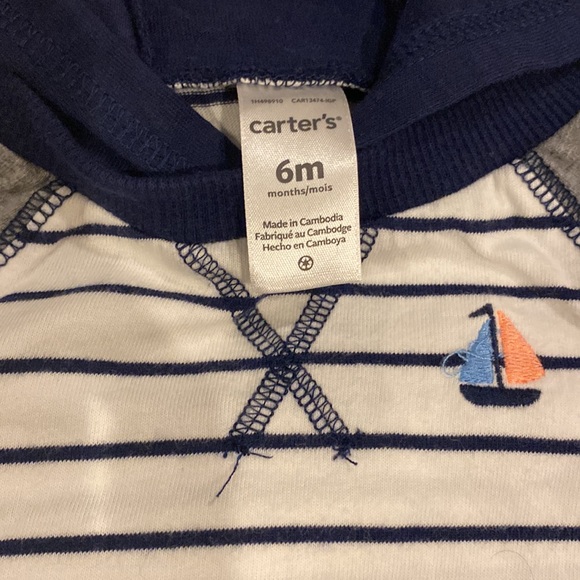 carter's®
6m
months/mois
Made in Cambodia
Fabriqué au Cambodge
Hecho en Camboya